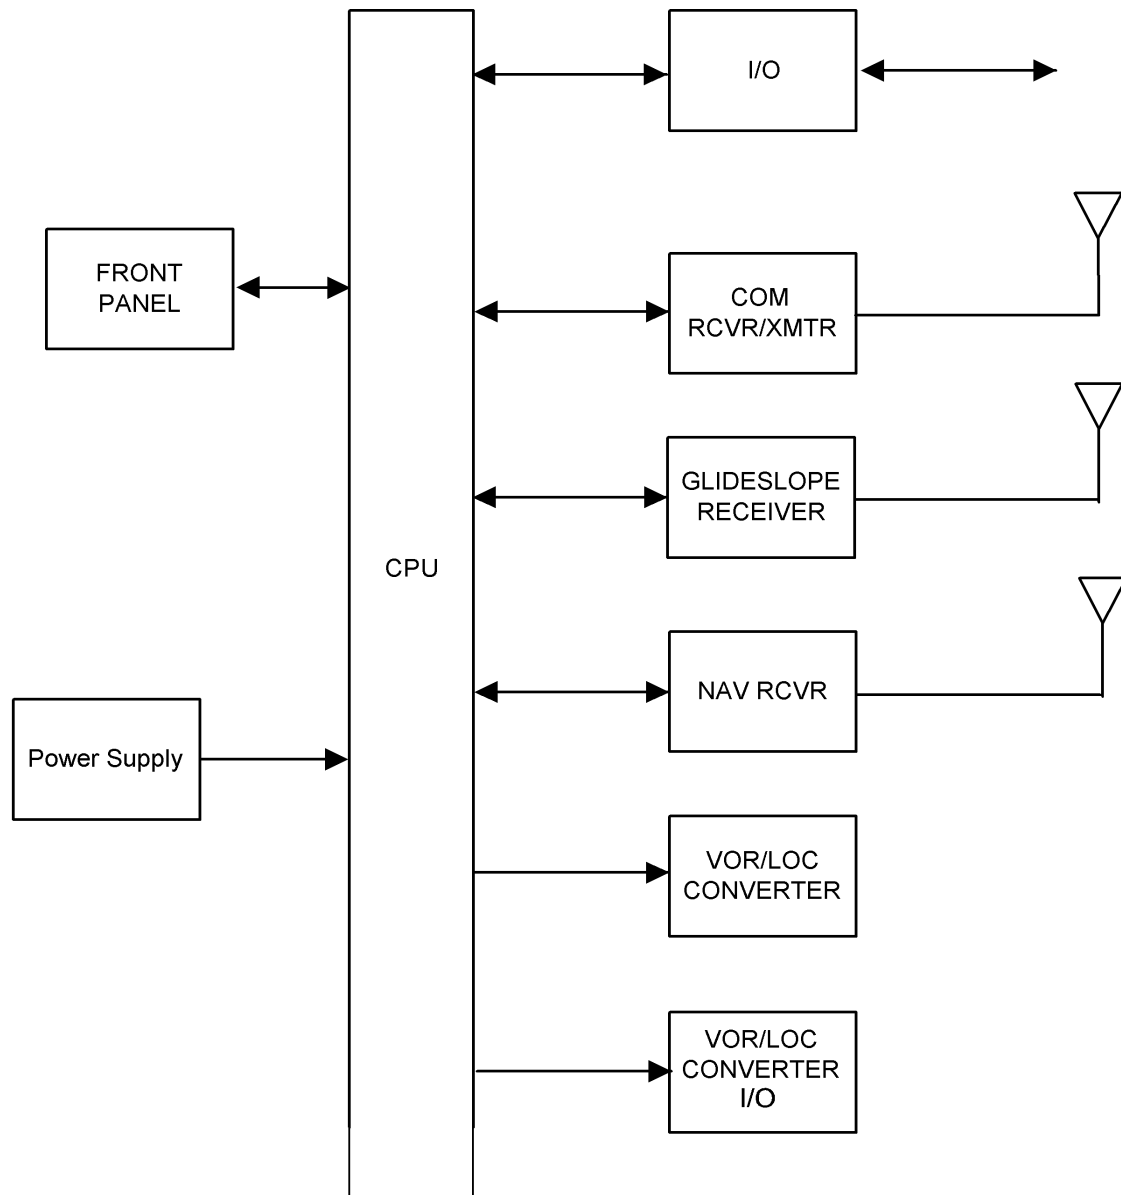 I/O
FRONT
PANEL
COM
RCVR/XMTR
GLIDESLOPE
RECEIVER
CPU
NAV RCVR
Power Supply
VOR/LOC
CONVERTER
VOR/LOC
CONVERTER
I/O